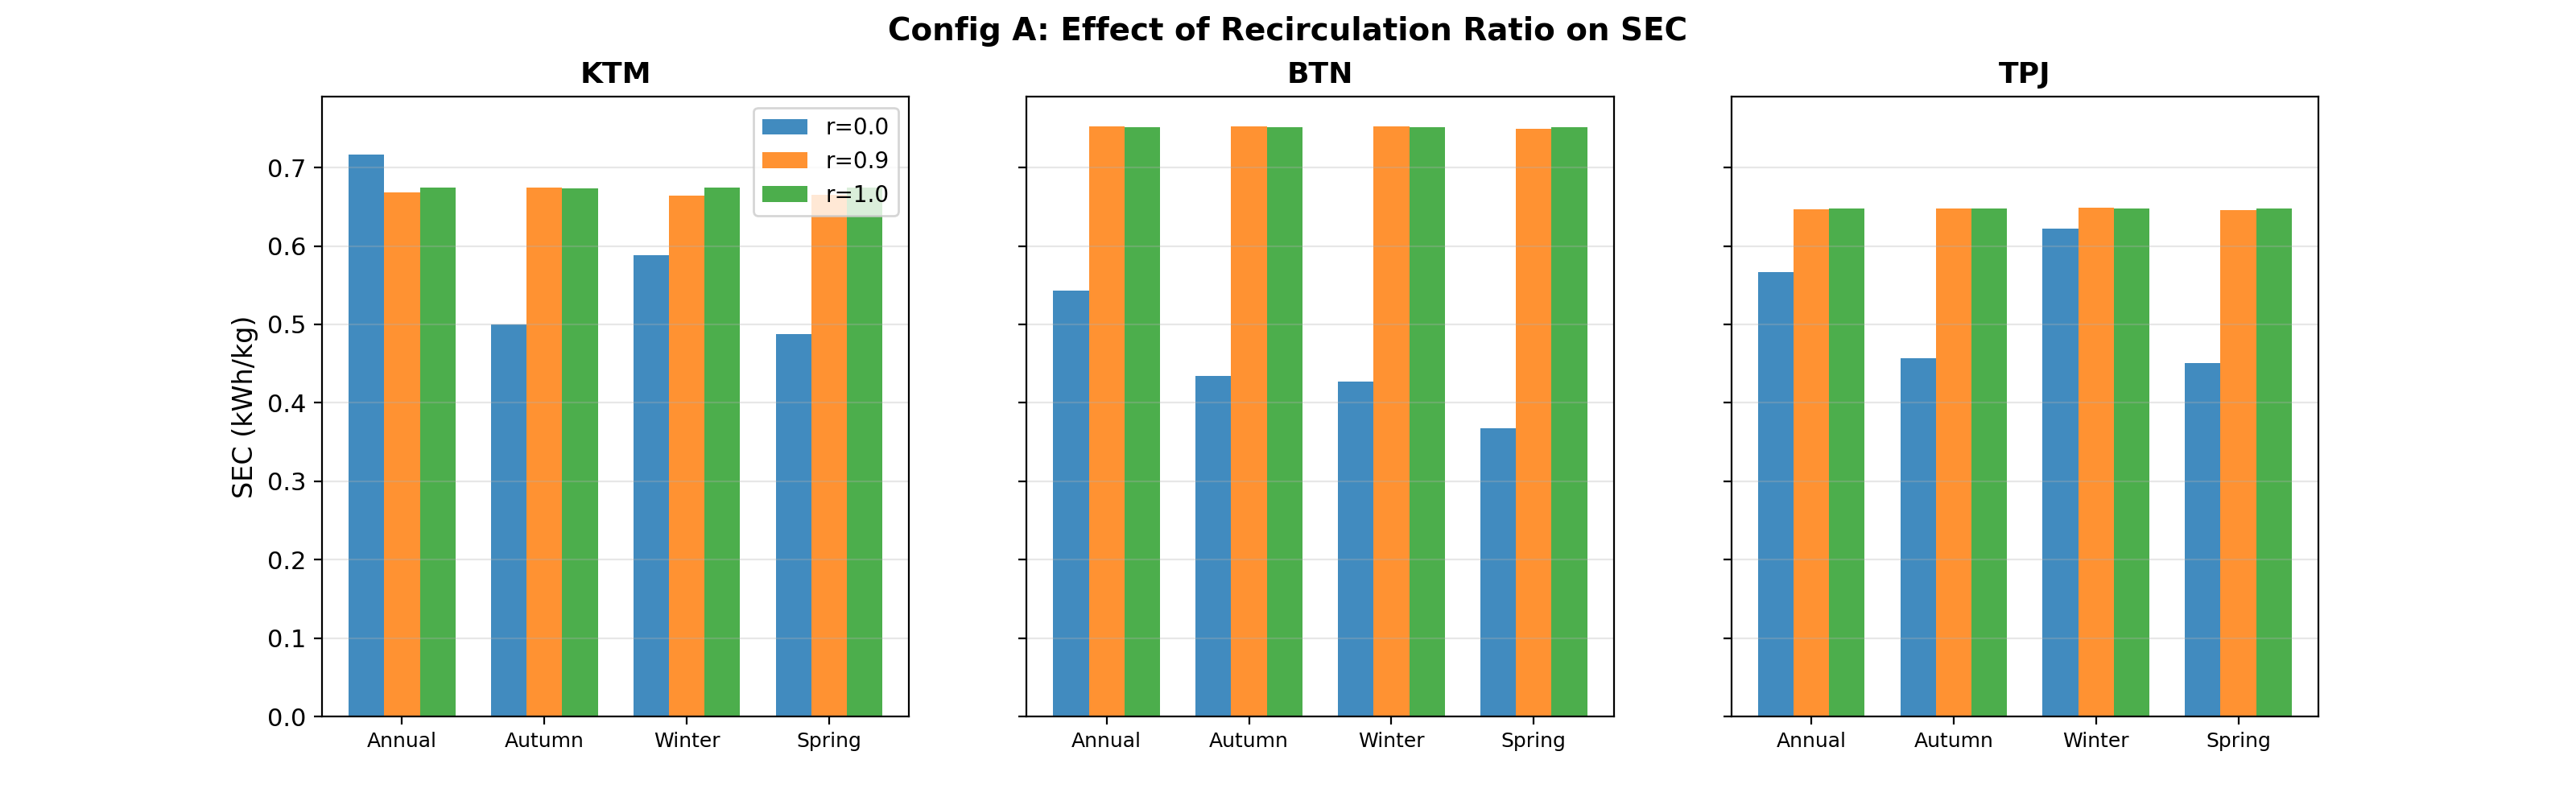 Config A: Effect of Recirculation Ratio on SEC
KTM
BTN
TPJ
r=0.0
r=0.9
r=1.0
SEC (kWh/kg)
0.7
0.6
0.5
0.4
0.3
0.2
0.1
0.0
Annual Autumn Winter Spring
Annual Autumn Winter Spring
Annual Autumn Winter Spring